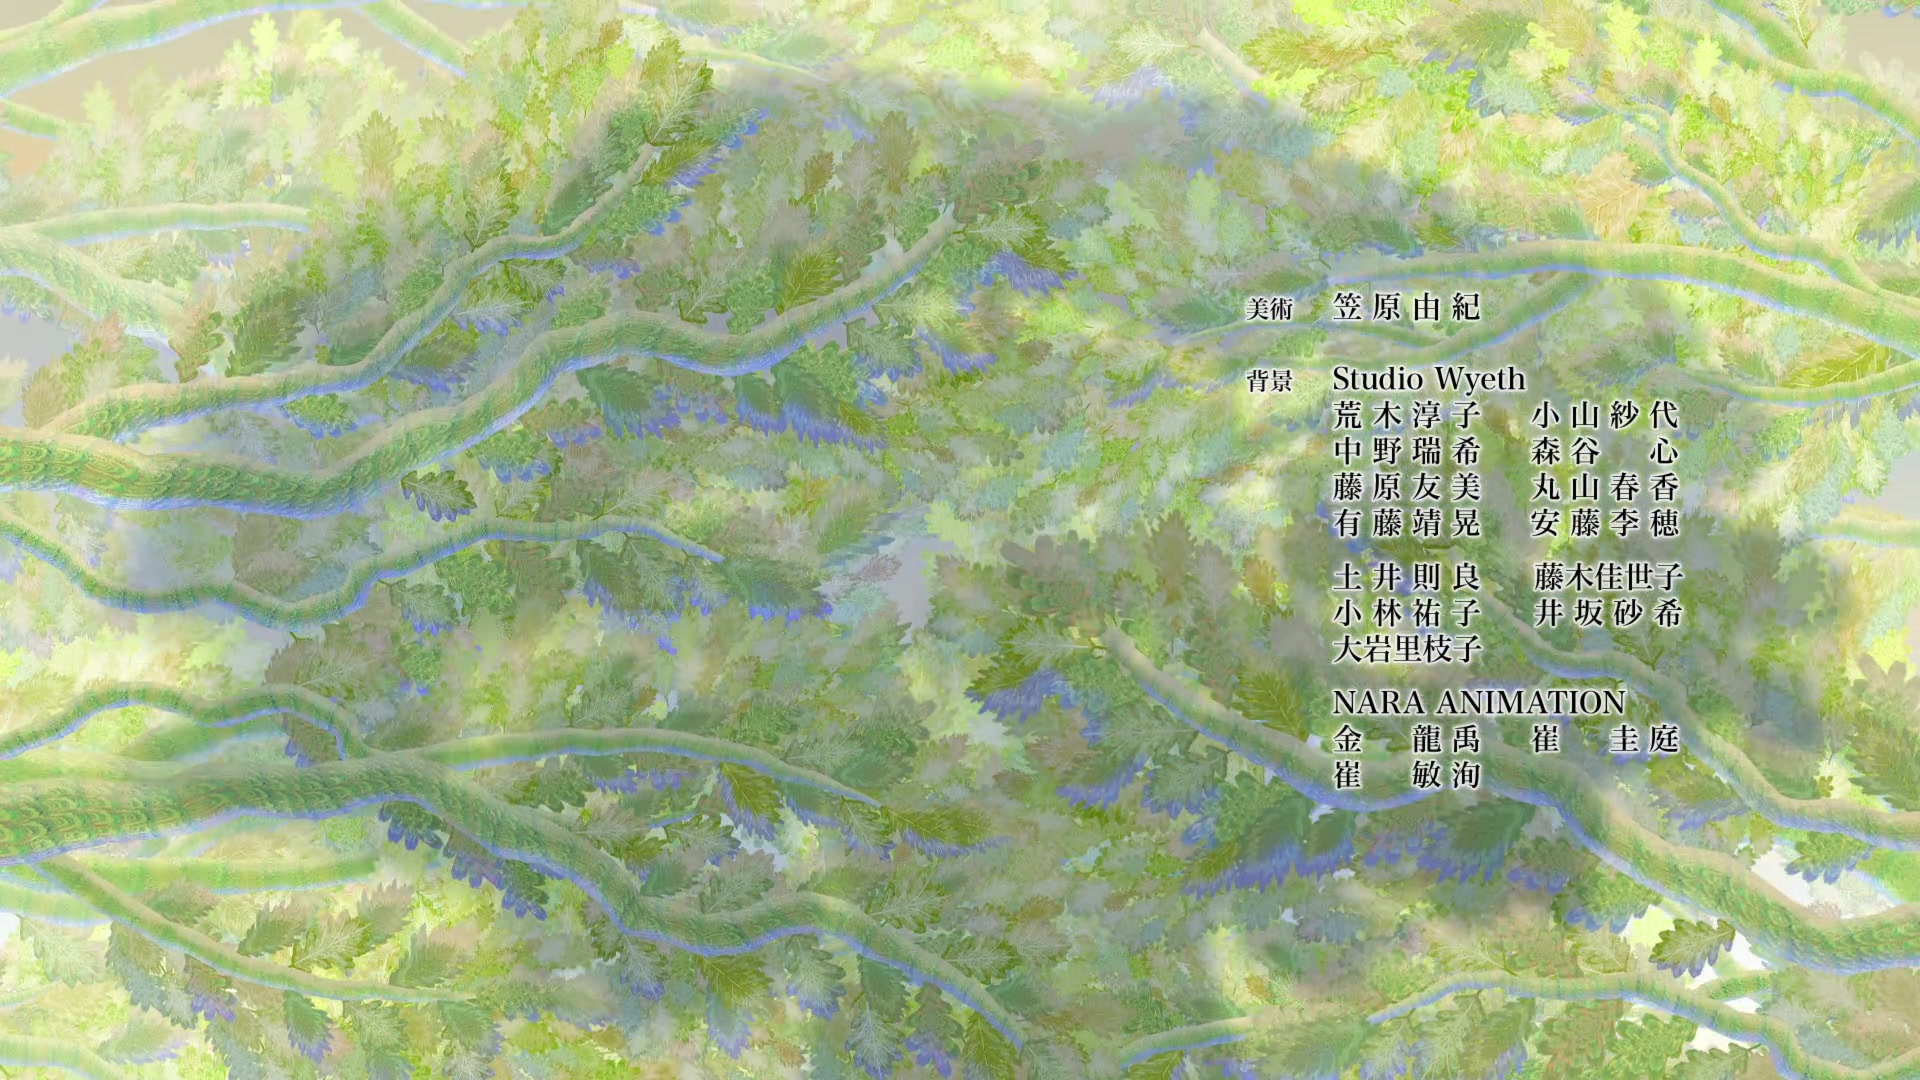 美術 笠原由紀
背景 Studio Wyeth
荒木淳子 小山紗代
中野瑞希 森谷 心
藤原友美 丸山春香
有藤靖晃 安藤李穂
土井則良 藤木佳世子
小林祐子 井坂砂希
大岩里枝子
NARA ANIMATION
金 龍禹 崔 圭庭
崔 敏洵